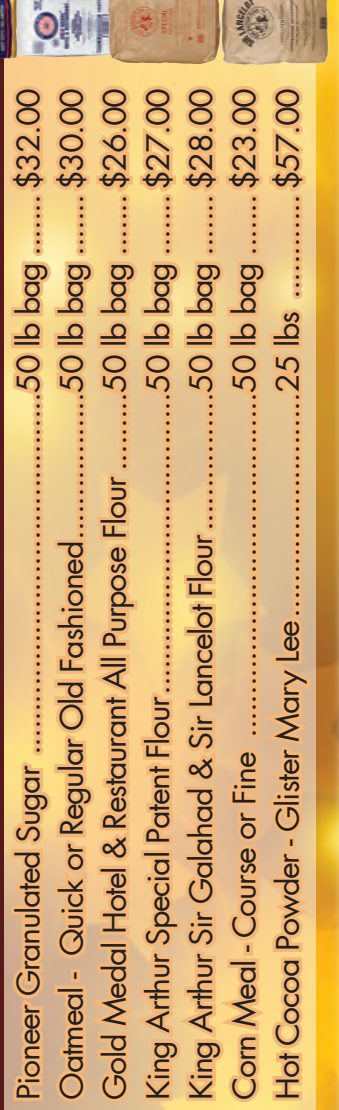 Pioneer Granulated Sugar ........................................50 lb bag ...... $32.00
Oatmeal - Quick or Regular Old Fashioned.................50 lb bag ...... $30.00
Gold Medal Hotel & Restaurant All Purpose Flour .........50 lb bag ...... $26.00
King Arthur Special Patent Flour..................................50 lb bag ....... $27.00
King Arthur Sir Galahad & Sir Lancelot Flour................50 lb bag ...... $28.00
Corn Meal - Course or Fine ........................................50 lb bag ...... $23.00
Hot Cocoa Powder - Glister Mary Lee..........................25 lbs ............ $57.00
SPECIAL
LANCELOT